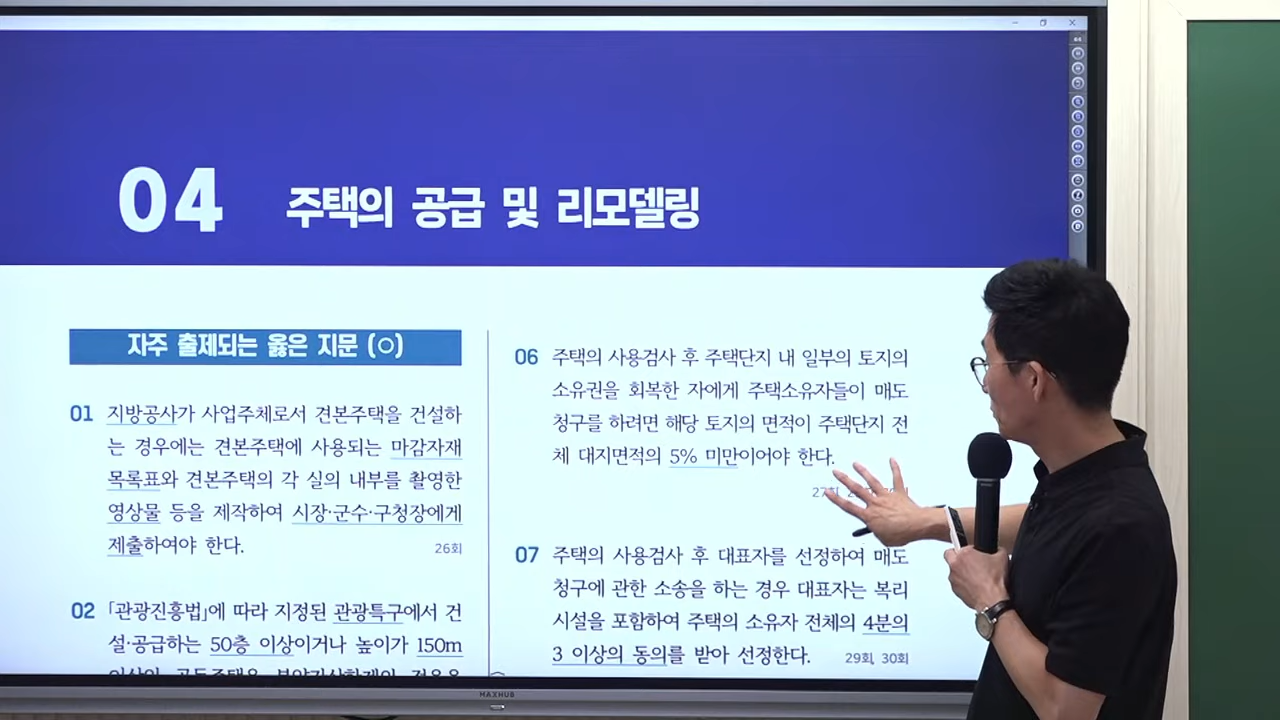 04 주택의 공급 및 리모델링
자주 출제되는 옳은 지문 (○)
01 지방공사가 사업주체로서 견본주택을 건설하
는 경우에는 견본주택에 사용되는 마감자재
목록표와 견본주택의 각 실의 내부를 촬영한
영상물 등을 제작하여 시장·군수·구청장에게
제출하여야 한다. 26회
02 「관광진흥법」에 따라 지정된 관광특구에서 건
설·공급하는 50층 이상이거나 높이가 150m
06 주택의 사용검사 후 주택단지 내 일부의 토지의
소유권을 회복한 자에게 주택소유자들이 매도
청구를 하려면 해당 토지의 면적이 주택단지 전
체 대지면적의 5% 미만이어야 한다.
07 주택의 사용검사 후 대표자를 선정하여 매도
청구에 관한 소송을 하는 경우 대표자는 복리
시설을 포함하여 주택의 소유자 전체의 4분의
3 이상의 동의를 받아 선정한다. 29회, 30회
MAXHUB